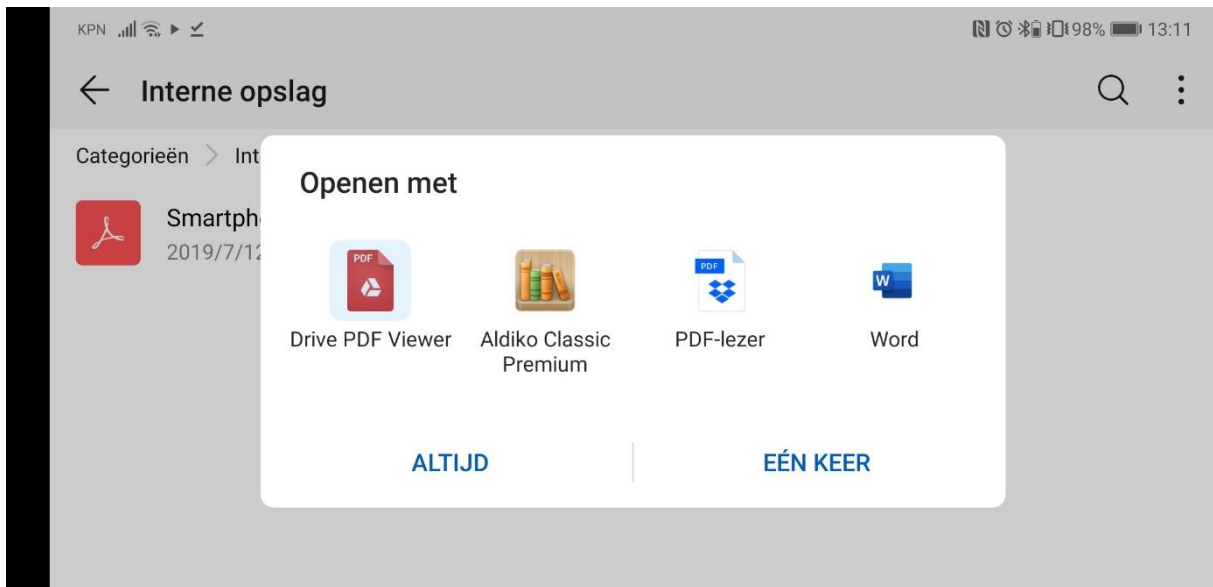 KPN 98% 13:11
Interne opslag
Categorieën > Int
Openen met
Smartph
2019/7/12
PDF
PDF
W
Drive PDF Viewer
Aldiko Classic
Premium
PDF-lezer
Word
ALTIJD
EÉN KEER